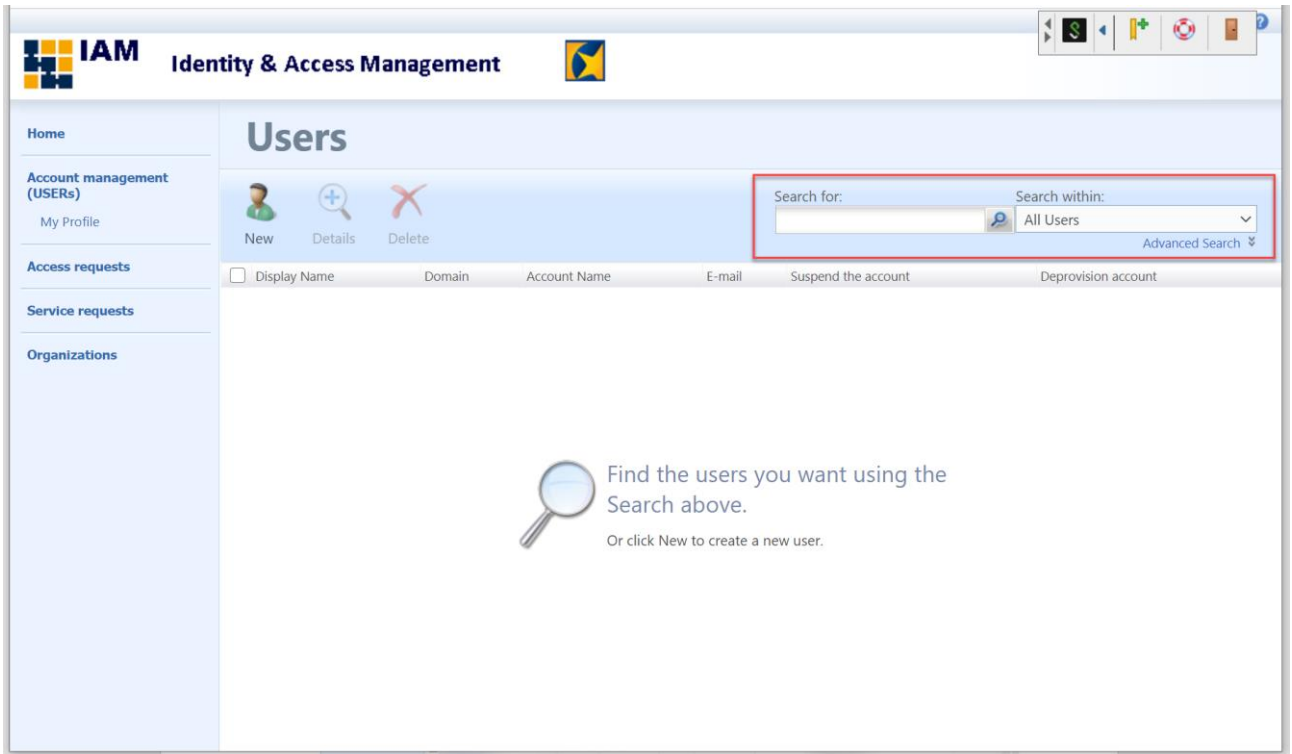 IAM
Identity & Access Management
S
?
Home
Account management
(USERs)
My Profile
Access requests
Service requests
Organizations
Users
New Details Delete
Search for:
Search within:
All Users
Advanced Search
Display Name Domain Account Name E-mail Suspend the account Deprovision account
Find the users you want using the
Search above.
Or click New to create a new user.